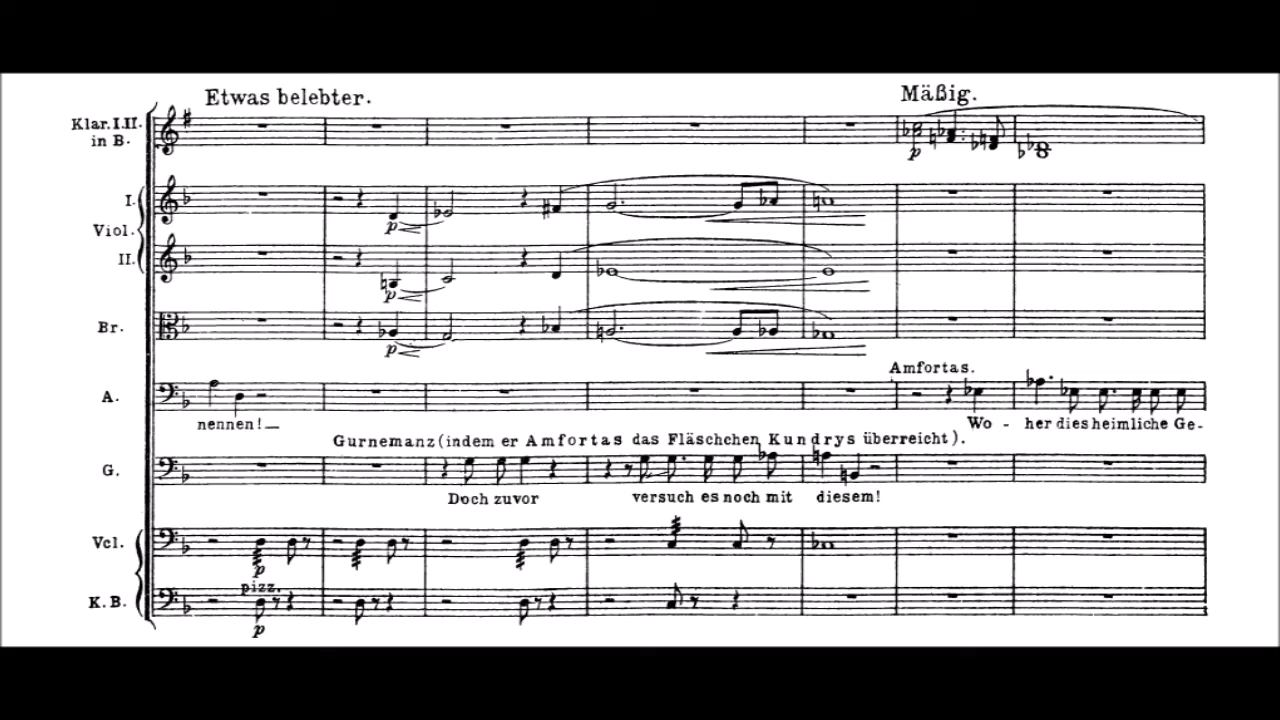 Etwas belebter.
Mäßig.
Klar. I. II.
in B.
p
I.
Viol.
p
II.
p
Br.
p
Amfortas.
A.
nennen!
Wo - her dies heimliche Ge-
Gurnemanz (indem er Amfortas das Fläschchen Kundrys überreicht).
G.
Doch zuvor versuch es noch mit diesem!
Vcl.
p
pizz.
K. B.
p